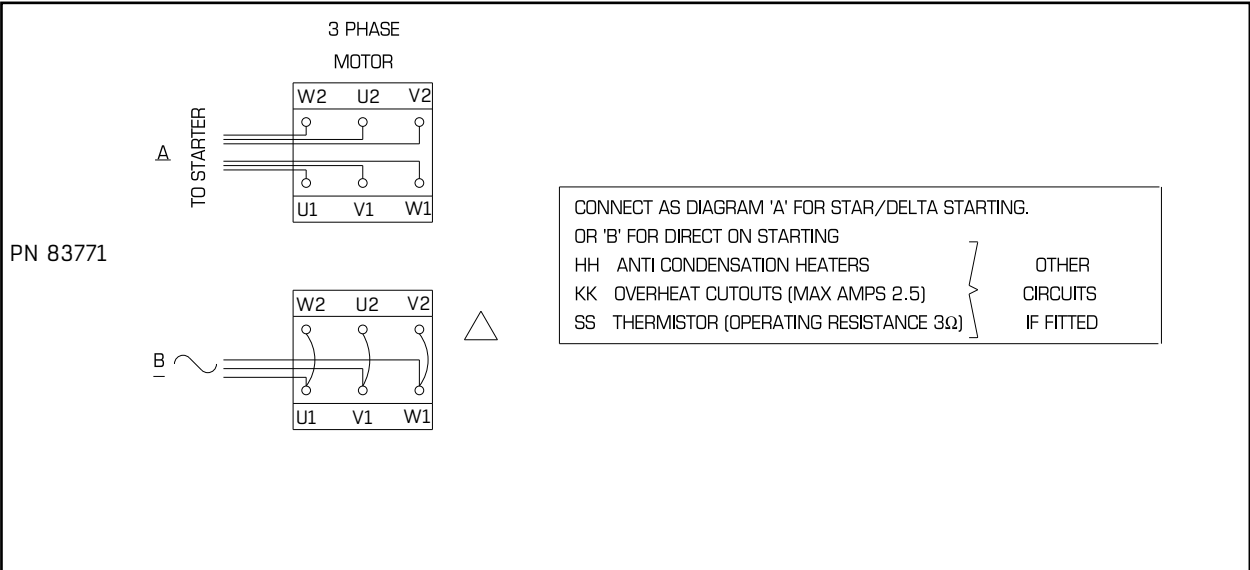 3 PHASE
MOTOR
W2 U2 V2
A TO STARTER
U1 V1 W1
PN 83771
W2 U2 V2
B
U1 V1 W1
CONNECT AS DIAGRAM 'A' FOR STAR/DELTA STARTING.
OR 'B' FOR DIRECT ON STARTING
HH ANTI CONDENSATION HEATERS
KK OVERHEAT CUTOUTS (MAX AMPS 2.5)
SS THERMISTOR (OPERATING RESISTANCE 3Ω)
OTHER
CIRCUITS
IF FITTED